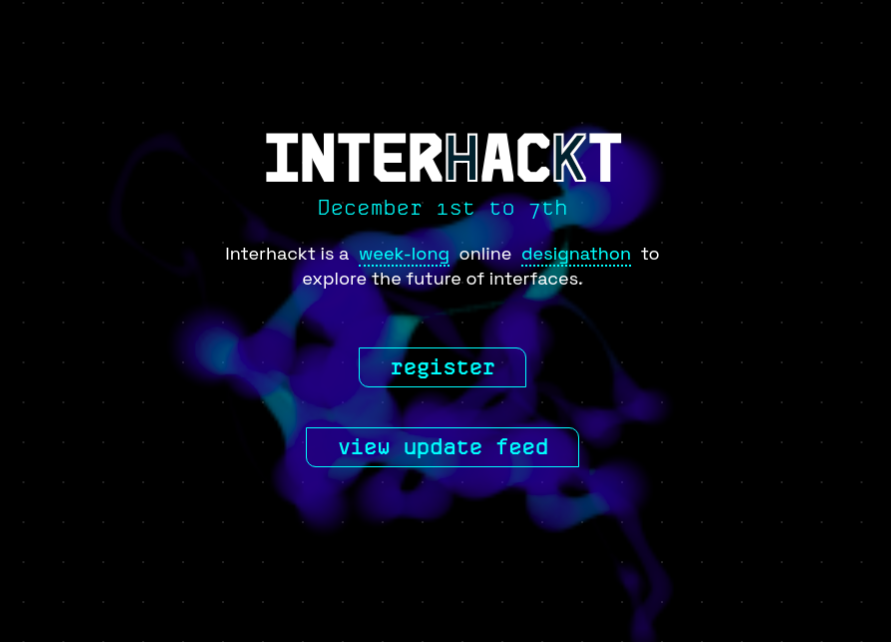 INTERHACKT
December 1st to 7th
Interhackt is a week-long online designathon to
explore the future of interfaces.
register
view update feed